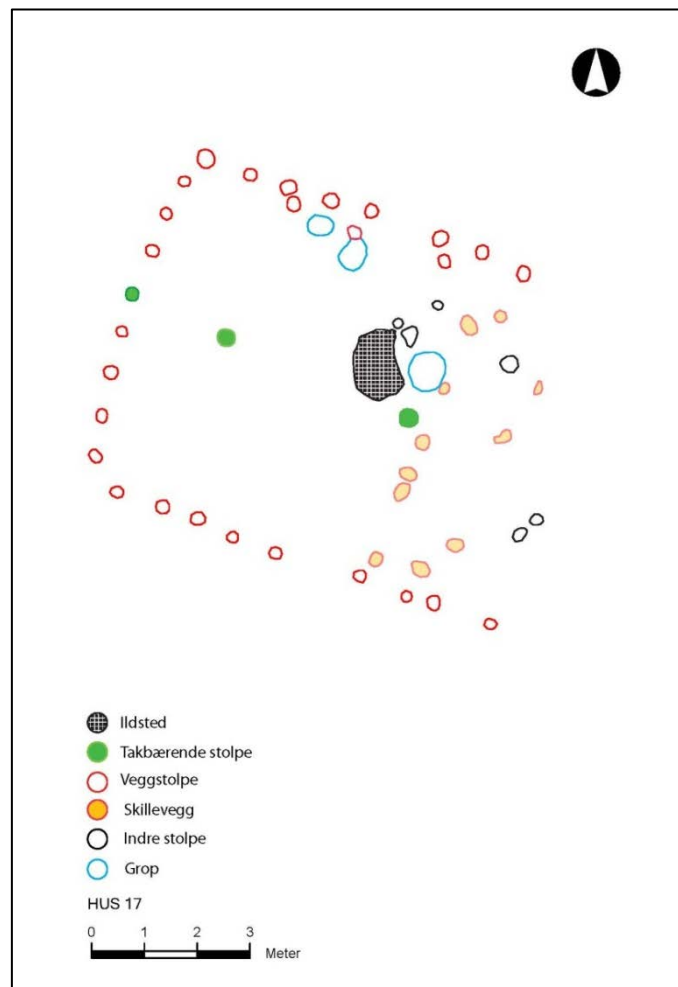 Ildsted
Takbærende stolpe
Veggstolpe
Skillevegg
Indre stolpe
Grop
HUS 17
0 1 2 3
Meter